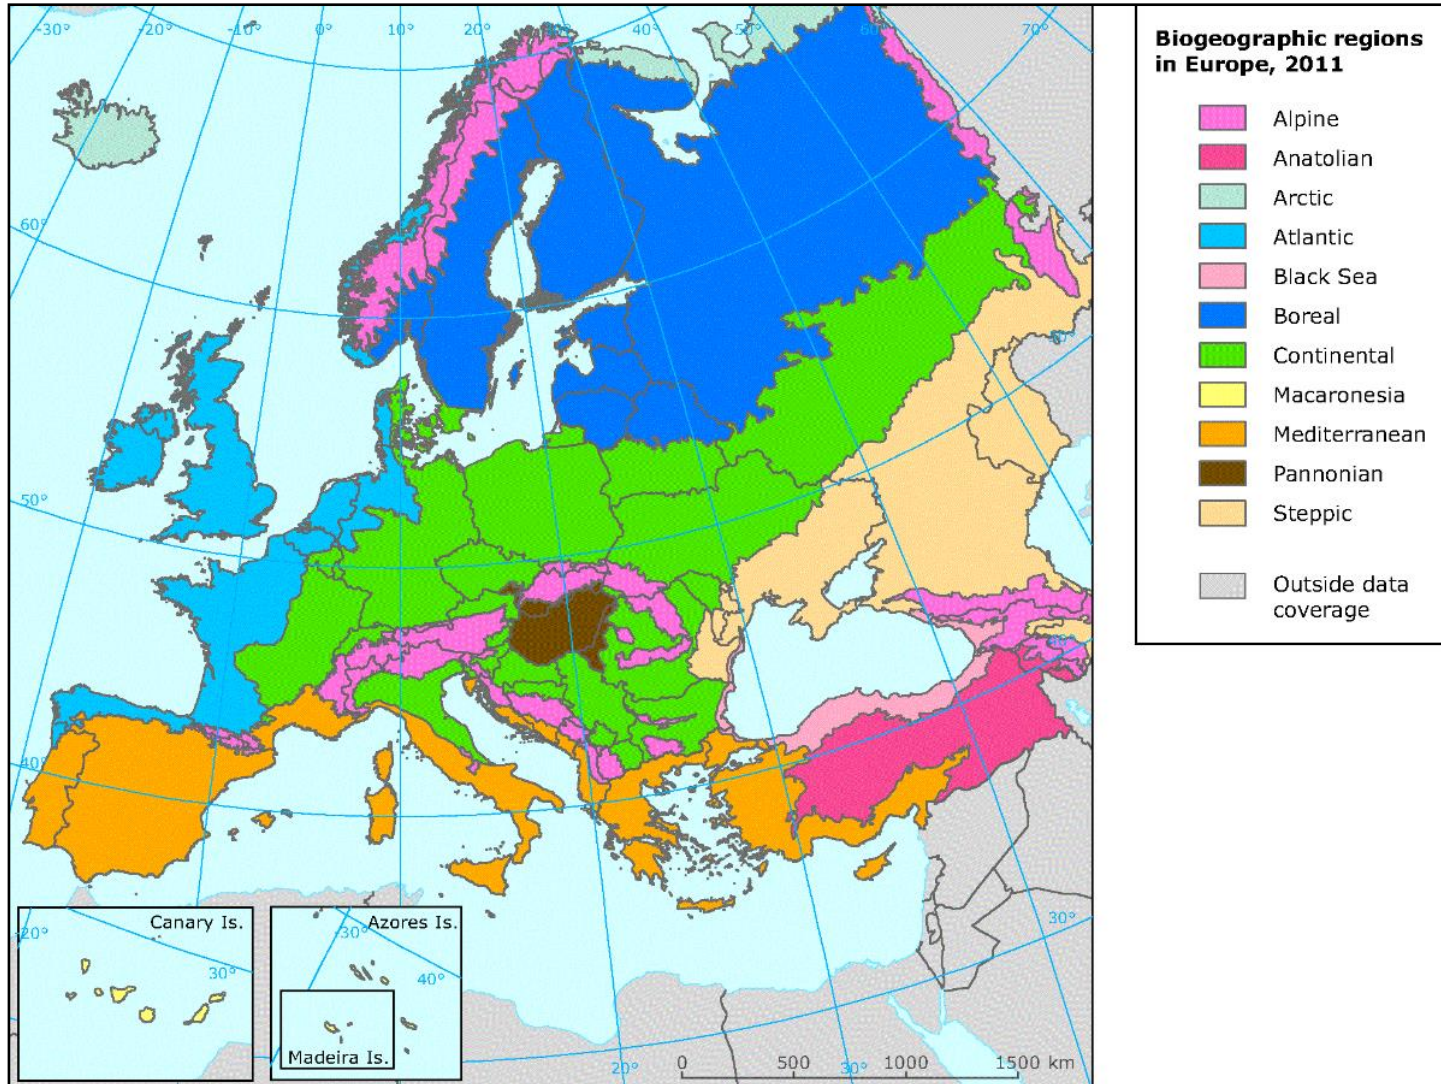 -30°
-20°
-10°
0°
10°
20°
30°
40°
50°
60°
70°
60°
50°
40°
Canary Is.
-20°
30°
Azores Is.
-30°
40°
Madeira Is.
30°
20°
30°
0 500 1000 1500 km
Biogeographic regions
in Europe, 2011
Alpine
Anatolian
Arctic
Atlantic
Black Sea
Boreal
Continental
Macaronesia
Mediterranean
Pannonian
Steppic
Outside data
coverage